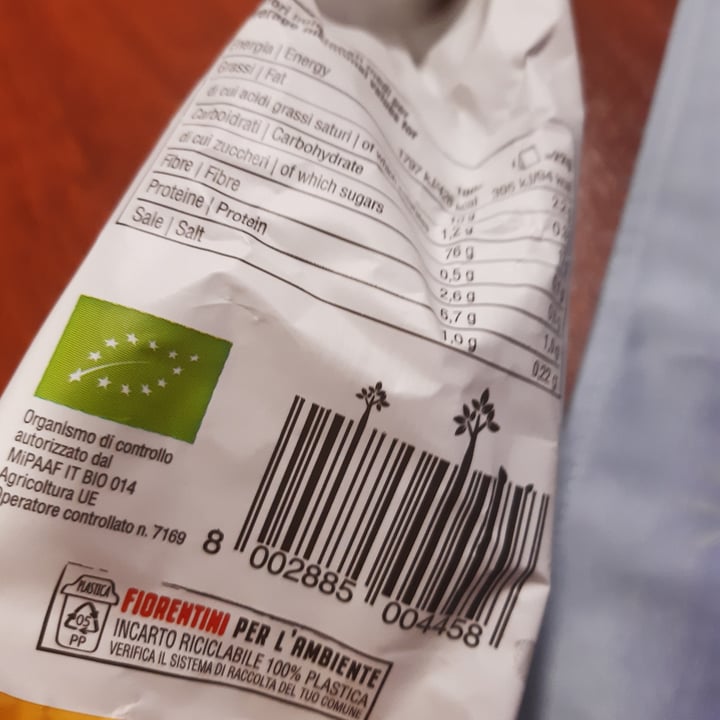 Energia | Energy
Grassi | Fat
di cui acidi grassi saturi | of
Carboidrati | Carbohydrate
di cui zuccheri | of which sugars
Fibre | Fibre
Proteine | Protein
Sale | Salt
1,2 g
76 g
0,5 g
2,6 g
6,7 g
1,0 g
0,22 g
Organismo di controllo
autorizzato dal
MiPAAF IT BIO 014
Agricoltura UE
Operatore controllato n. 7169
8 002885 004458
PLASTICA
05
PP
FIORENTINI PER L'AMBIENTE
INCARTO RICICLABILE 100% PLASTICA
VERIFICA IL SISTEMA DI RACCOLTA DEL TUO COMUNE